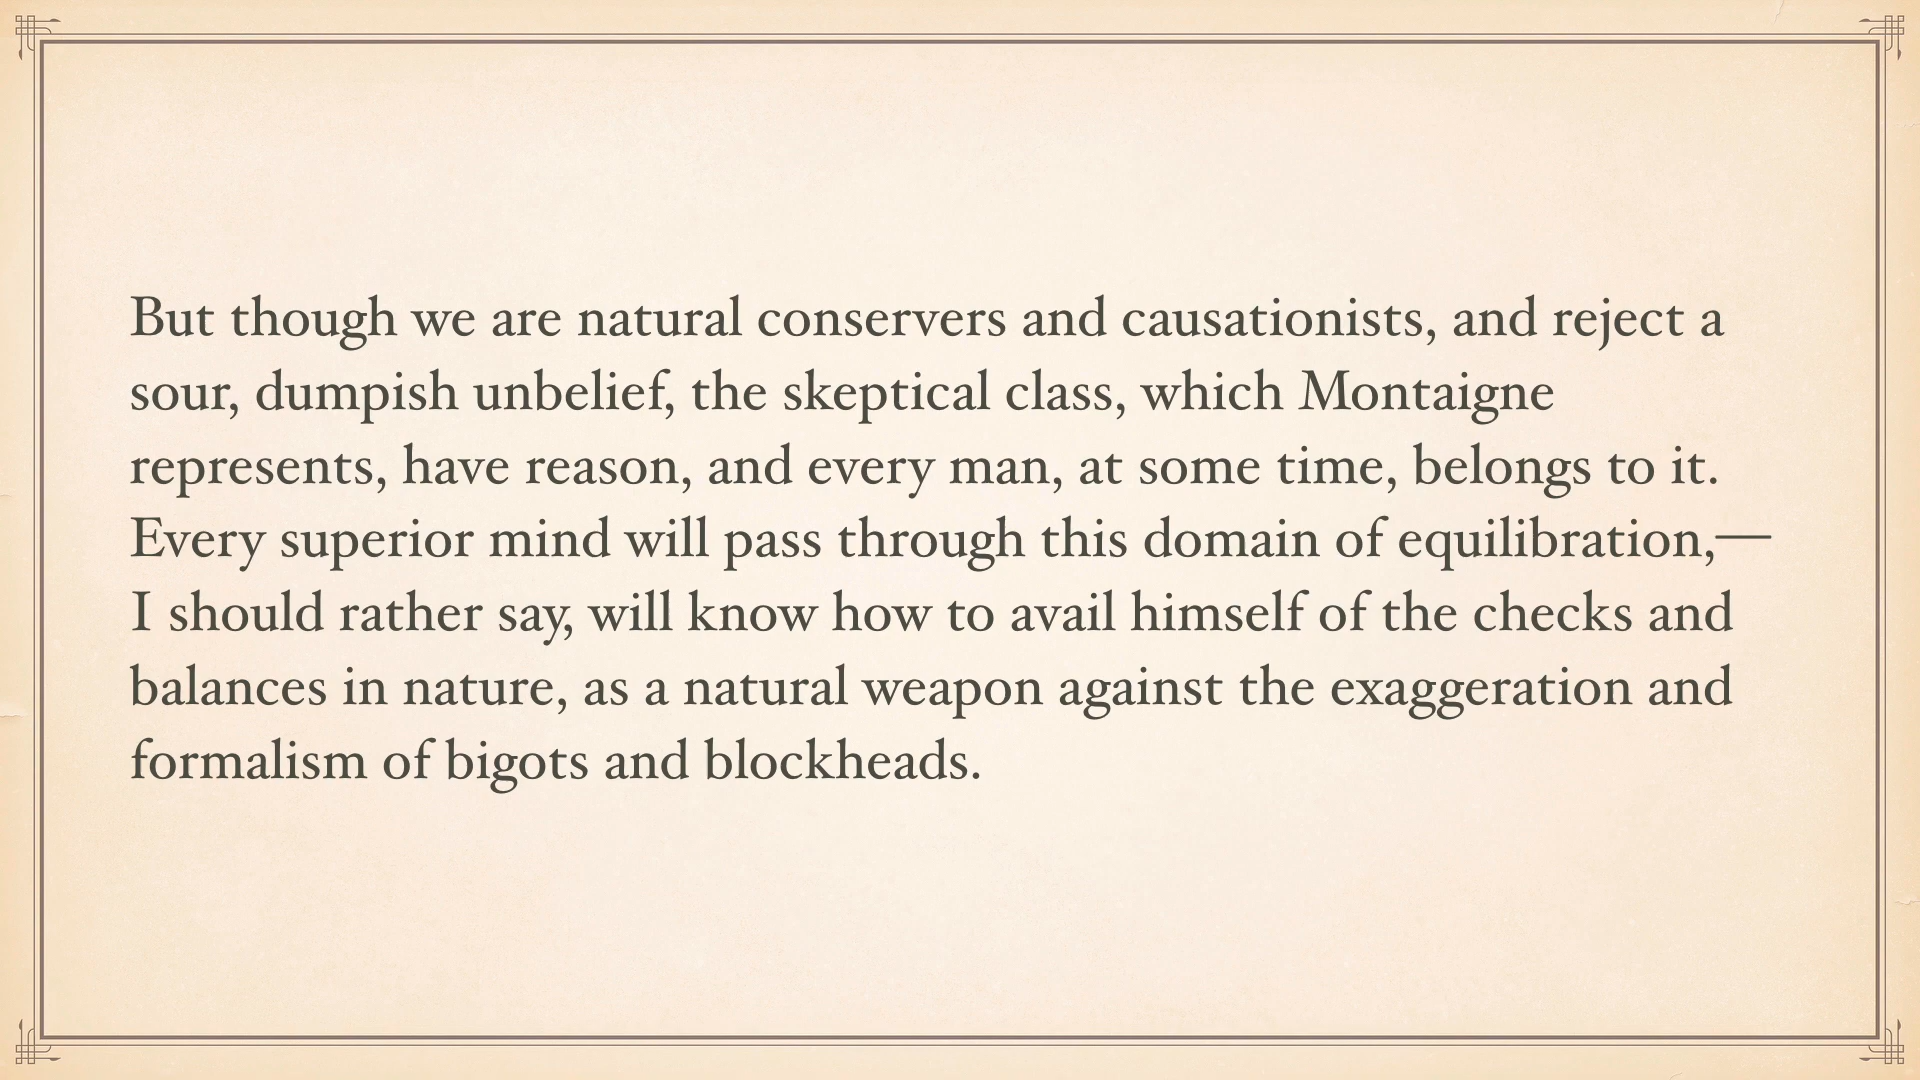 But though we are natural conservers and causationists, and reject a
sour, dumpish unbelief, the skeptical class, which Montaigne
represents, have reason, and every man, at some time, belongs to it.
Every superior mind will pass through this domain of equilibration,—
I should rather say, will know how to avail himself of the checks and
balances in nature, as a natural weapon against the exaggeration and
formalism of bigots and blockheads.